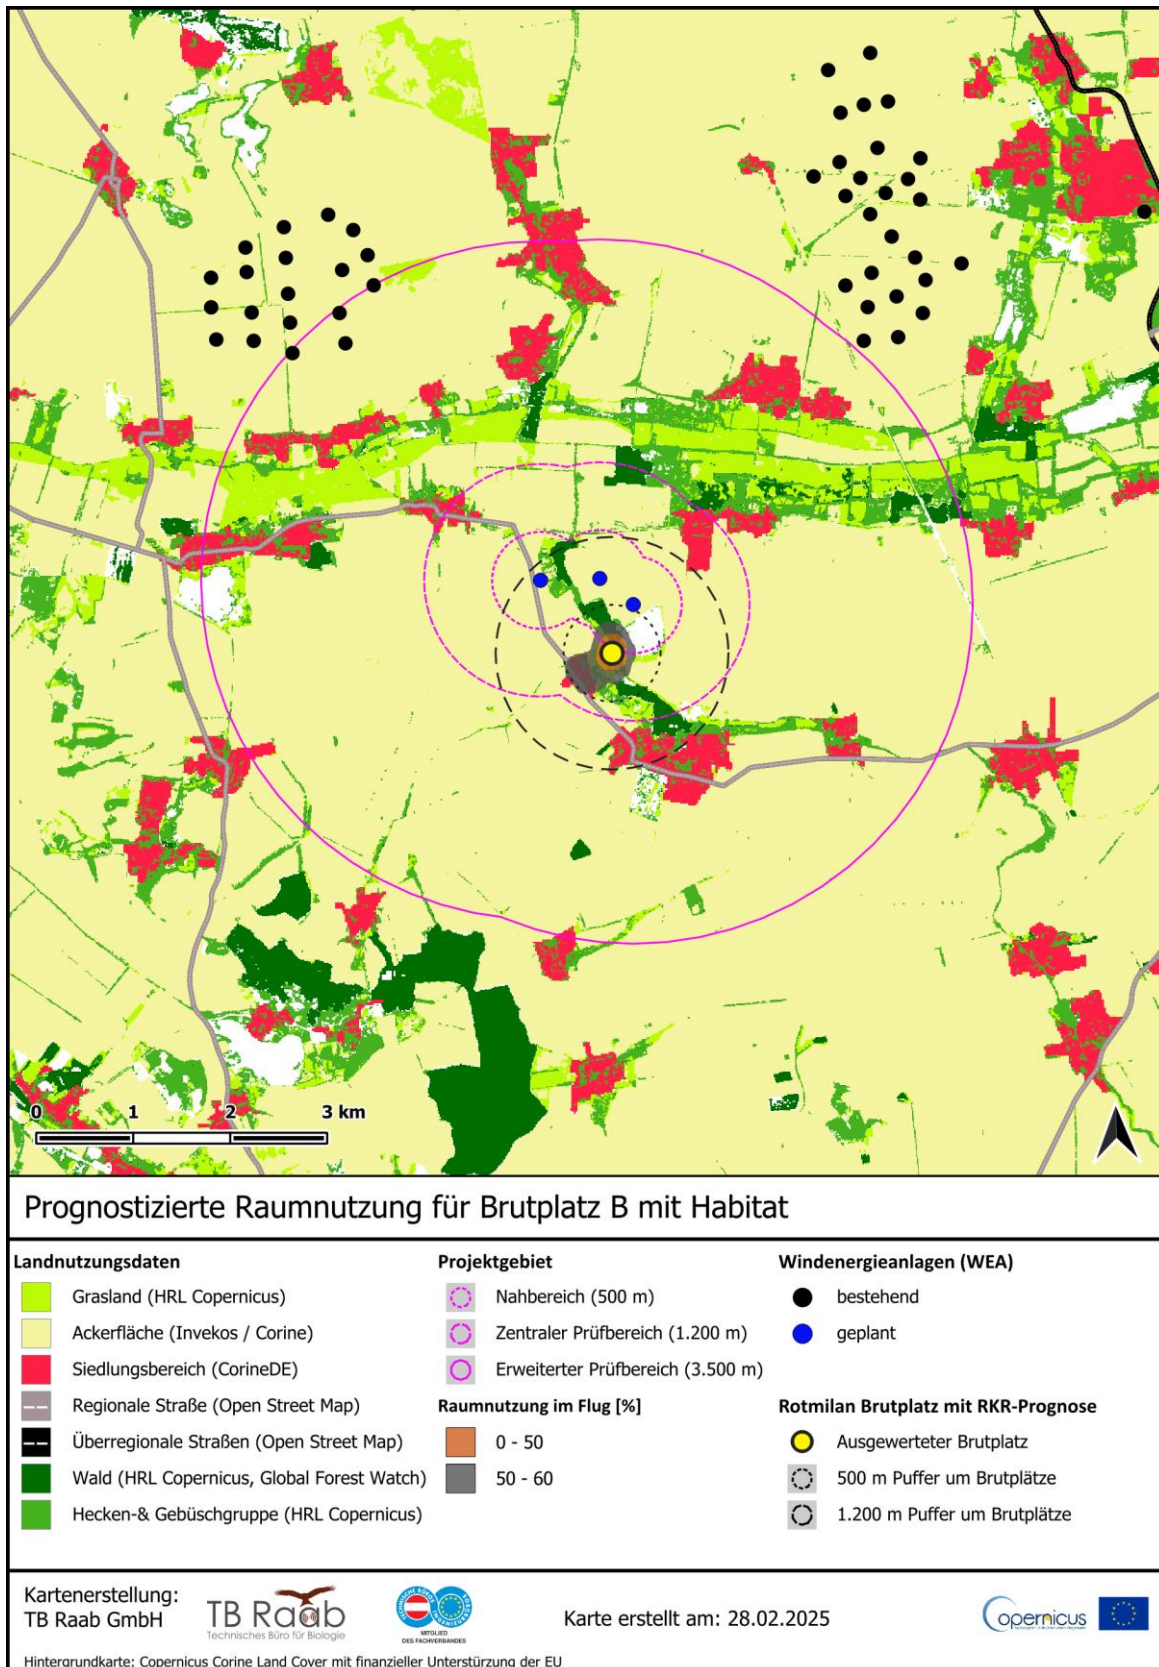 0 1 2 3 km
Prognostizierte Raumnutzung für Brutplatz B mit Habitat
Landnutzungsdaten
Grasland (HRL Copernicus)
Ackerfläche (Invekos / Corine)
Siedlungsbereich (CorineDE)
Regionale Straße (Open Street Map)
Überregionale Straßen (Open Street Map)
Wald (HRL Copernicus, Global Forest Watch)
Hecken-& Gebüschgruppe (HRL Copernicus)
Projektgebiet
Nahbereich (500 m)
Zentraler Prüfbereich (1.200 m)
Erweiterter Prüfbereich (3.500 m)
Raumnutzung im Flug [%]
0 - 50
50 - 60
Windenergieanlagen (WEA)
bestehend
geplant
Rotmilan Brutplatz mit RKR-Prognose
Ausgewerteter Brutplatz
500 m Puffer um Brutplätze
1.200 m Puffer um Brutplätze
Kartenerstellung:
TB Raab GmbH
TB Raab
Technisches Büro für Biologie
MITGLIED
DES FACHVERBANDES
Karte erstellt am: 28.02.2025
opernicus
Hintergrundkarte: Copernicus Corine Land Cover mit finanzieller Unterstürzung der EU